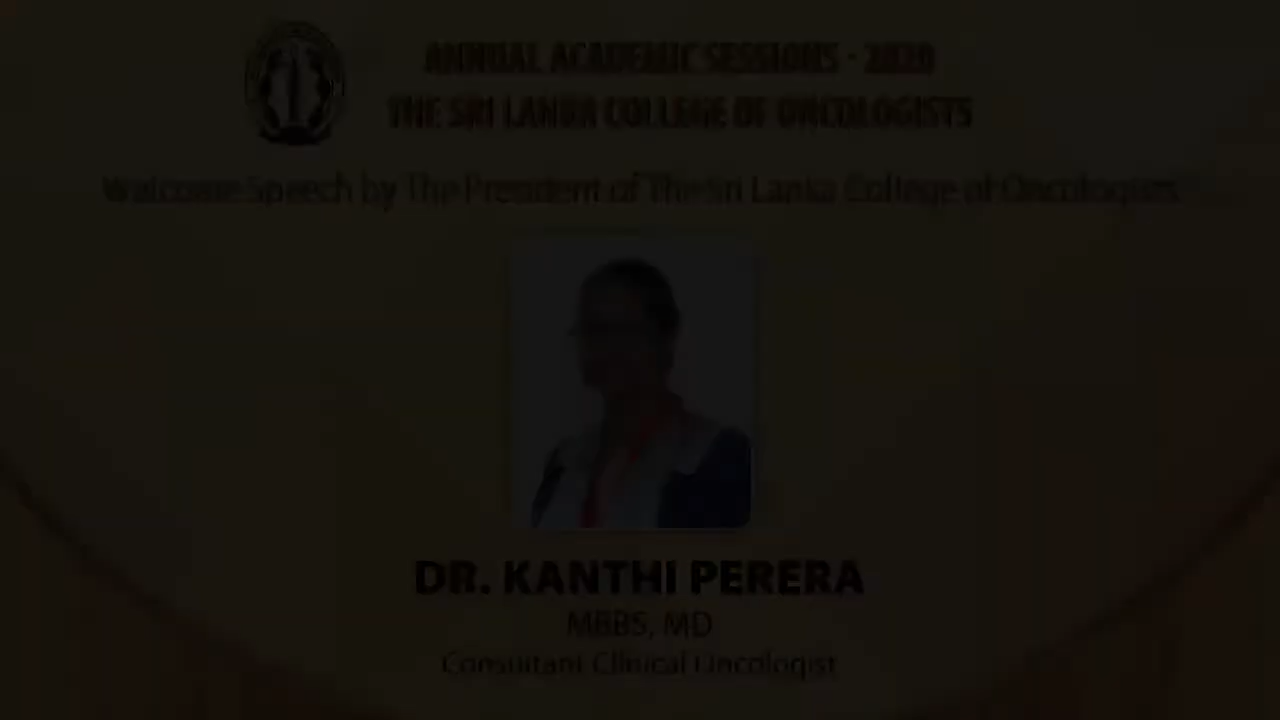 ANNUAL ACADEMIC SESSIONS - 2020
THE SRI LANKA COLLEGE OF ONCOLOGISTS
Welcome Speech by The President of The Sri Lanka College of Oncologists
DR. KANTHI PERERA
MBBS, MD
Consultant Clinical Oncologist